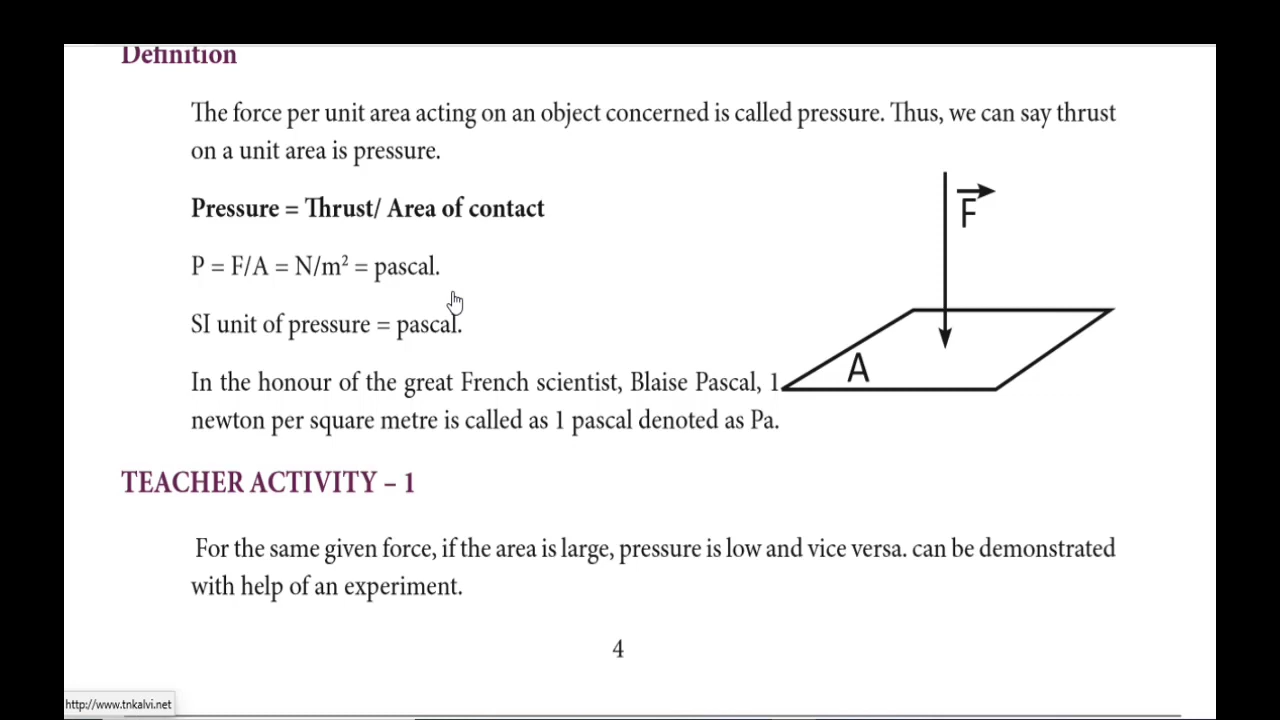 Definition
The force per unit area acting on an object concerned is called pressure. Thus, we can say thrust
on a unit area is pressure.
Pressure = Thrust/ Area of contact
P = F/A = N/m² = pascal.
SI unit of pressure = pascal.
In the honour of the great French scientist, Blaise Pascal, 1
newton per square metre is called as 1 pascal denoted as Pa.
F
A
TEACHER ACTIVITY – 1
For the same given force, if the area is large, pressure is low and vice versa. can be demonstrated
with help of an experiment.
4
http://www.tnkalvi.net